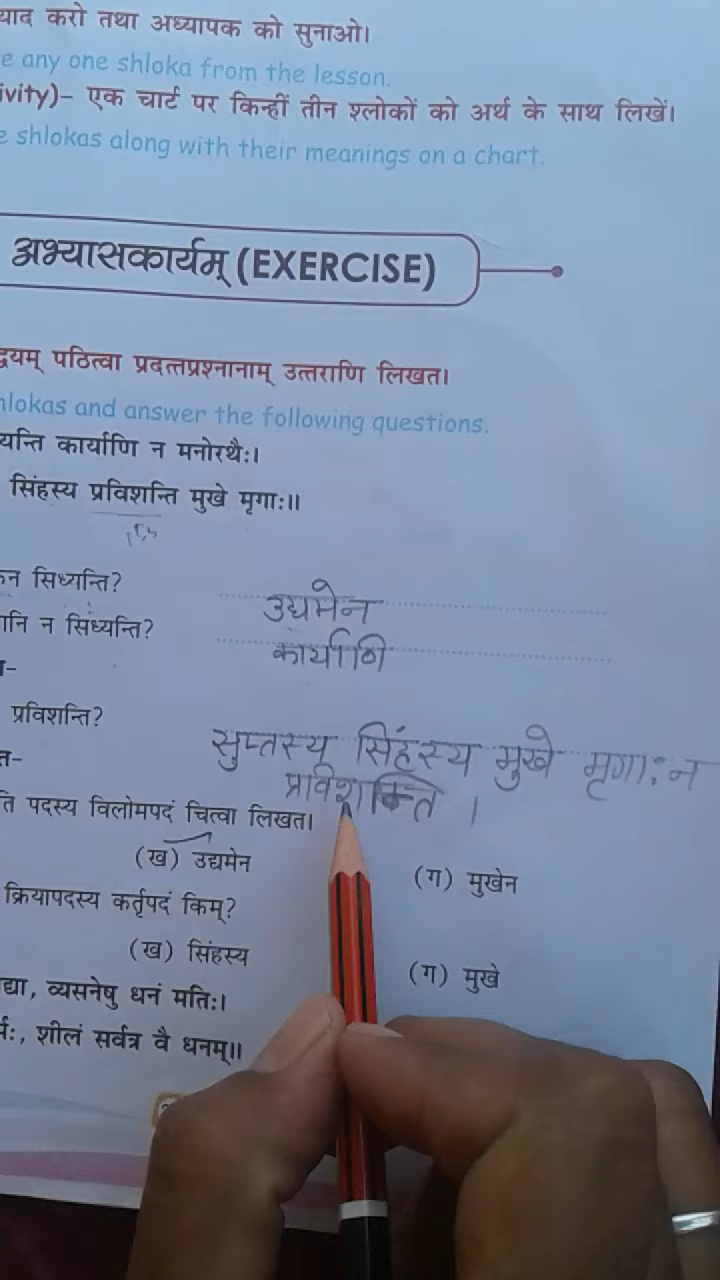 याद करो तथा अध्यापक को सुनाओ।
e any one shloka from the lesson.
ivity)– एक चार्ट पर किन्हीं तीन श्लोकों को अर्थ के साथ लिखें।
e shlokas along with their meanings on a chart.
अभ्यासकार्यम् (EXERCISE)
द्वयम् पठित्वा प्रदत्तप्रश्नानाम् उत्तराणि लिखत।
hlokas and answer the following questions.
यन्ति कार्याणि न मनोरथैः।
सिंहस्य प्रविशन्ति मुखे मृगाः॥
न सिध्यन्ति? उद्यमेन
ानि न सिध्यन्ति? कार्याणि
प्रविशन्ति? सुप्तस्य सिंहस्य मुखे मृगाः न
प्रविशन्ति ।
ति पदस्य विलोमपदं चित्वा लिखत।
(ख) उद्यमेन (ग) मुखेन
क्रियापदस्य कर्तृपदं किम्?
(ख) सिंहस्य (ग) मुखे
द्या, व्यसनेषु धनं मतिः।
र्मः, शीलं सर्वत्र वै धनम्॥